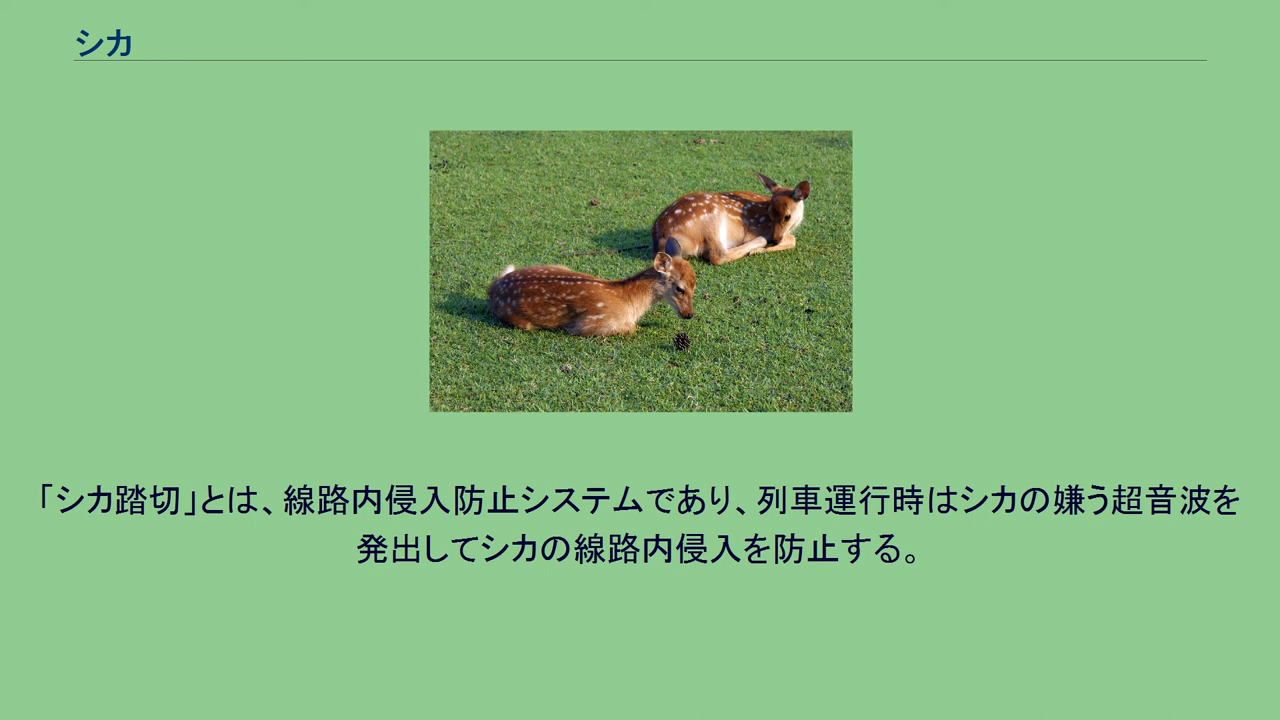 シカ
「シカ踏切」とは、線路内侵入防止システムであり、列車運行時はシカの嫌う超音波を
発出してシカの線路内侵入を防止する。